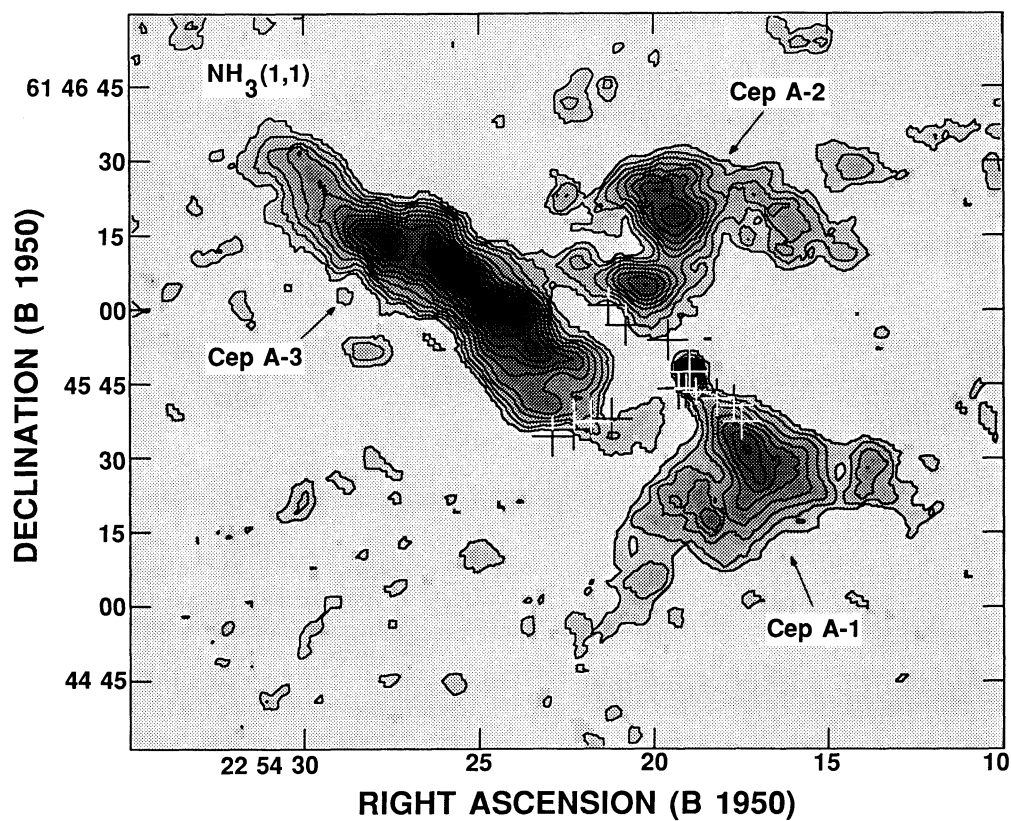 NH3(1,1)
Cep A-2
Cep A-3
Cep A-1
61 46 45
30
15
00
45 45
30
15
00
44 45
DECLINATION (B 1950)
22 54 30
25
20
15
10
RIGHT ASCENSION (B 1950)